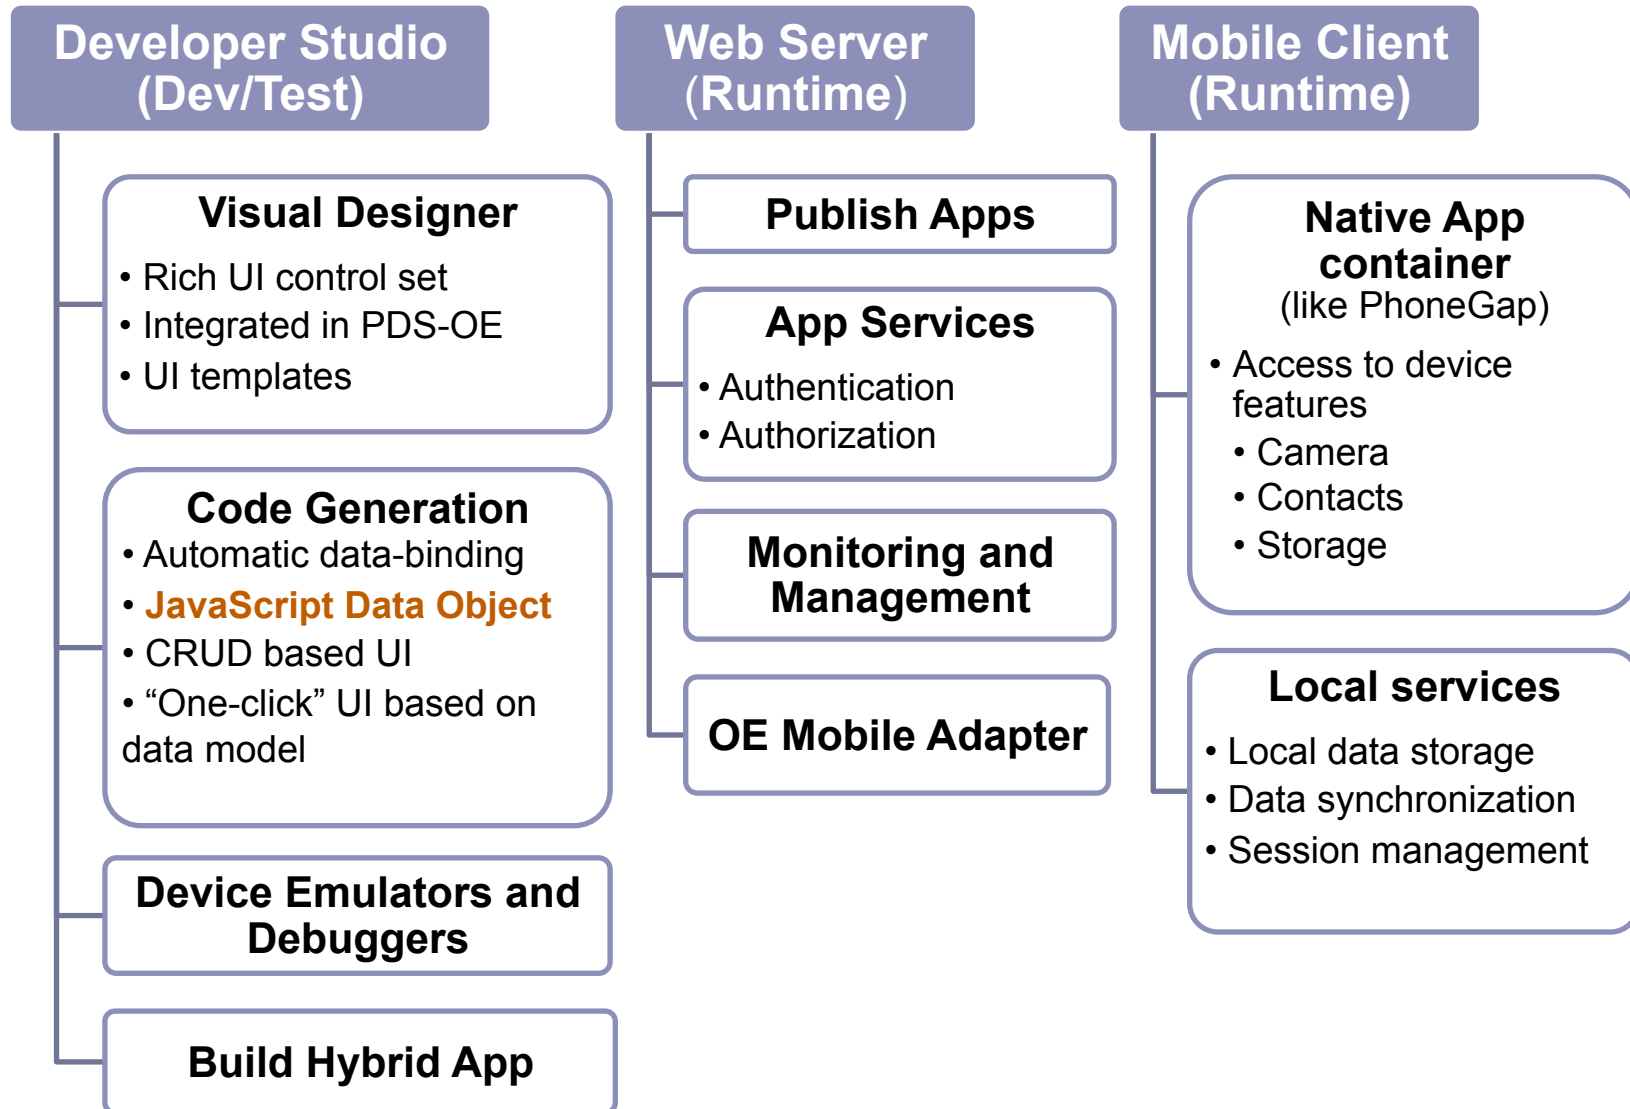 Developer Studio
(Dev/Test)
Visual Designer
• Rich UI control set
• Integrated in PDS-OE
• UI templates
Code Generation
• Automatic data-binding
• JavaScript Data Object
• CRUD based UI
• “One-click” UI based on
data model
Device Emulators and
Debuggers
Build Hybrid App
Web Server
(Runtime)
Publish Apps
App Services
• Authentication
• Authorization
Monitoring and
Management
OE Mobile Adapter
Mobile Client
(Runtime)
Native App
container
(like PhoneGap)
• Access to device
features
• Camera
• Contacts
• Storage
Local services
• Local data storage
• Data synchronization
• Session management